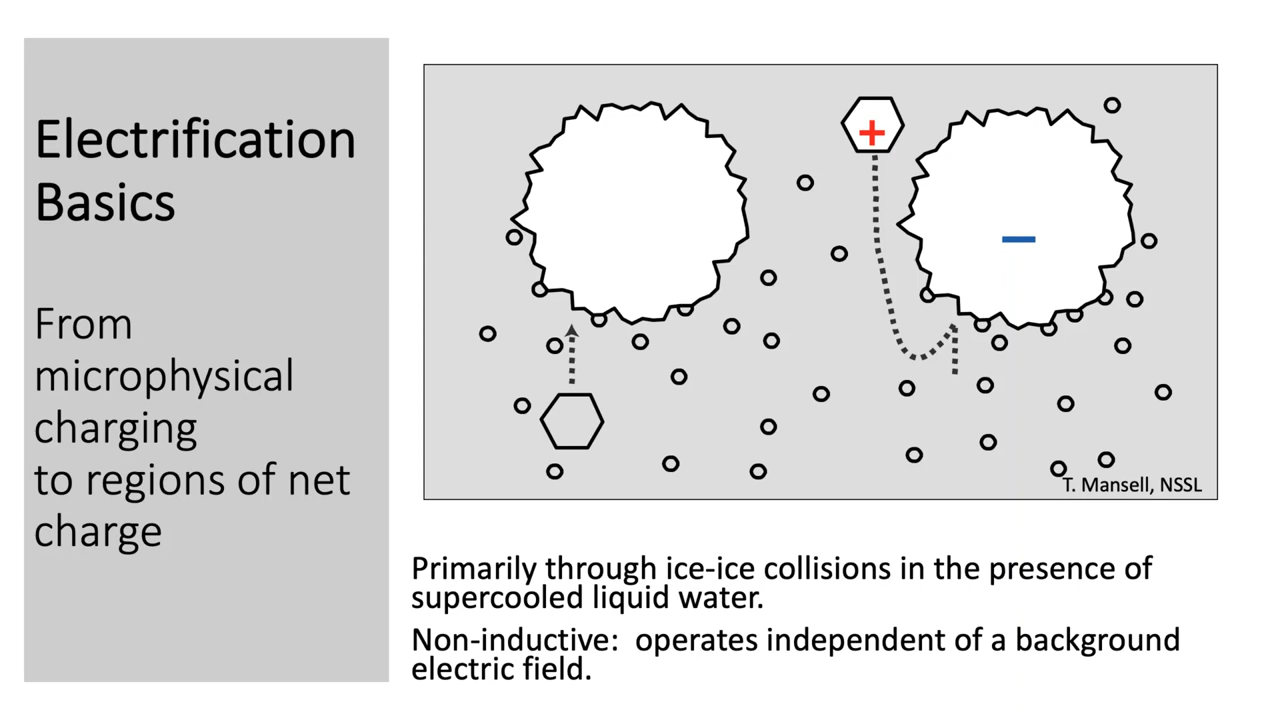 Electrification
Basics
From
microphysical
charging
to regions of net
charge
+
−
T. Mansell, NSSL
Primarily through ice-ice collisions in the presence of
supercooled liquid water.
Non-inductive:  operates independent of a background
electric field.